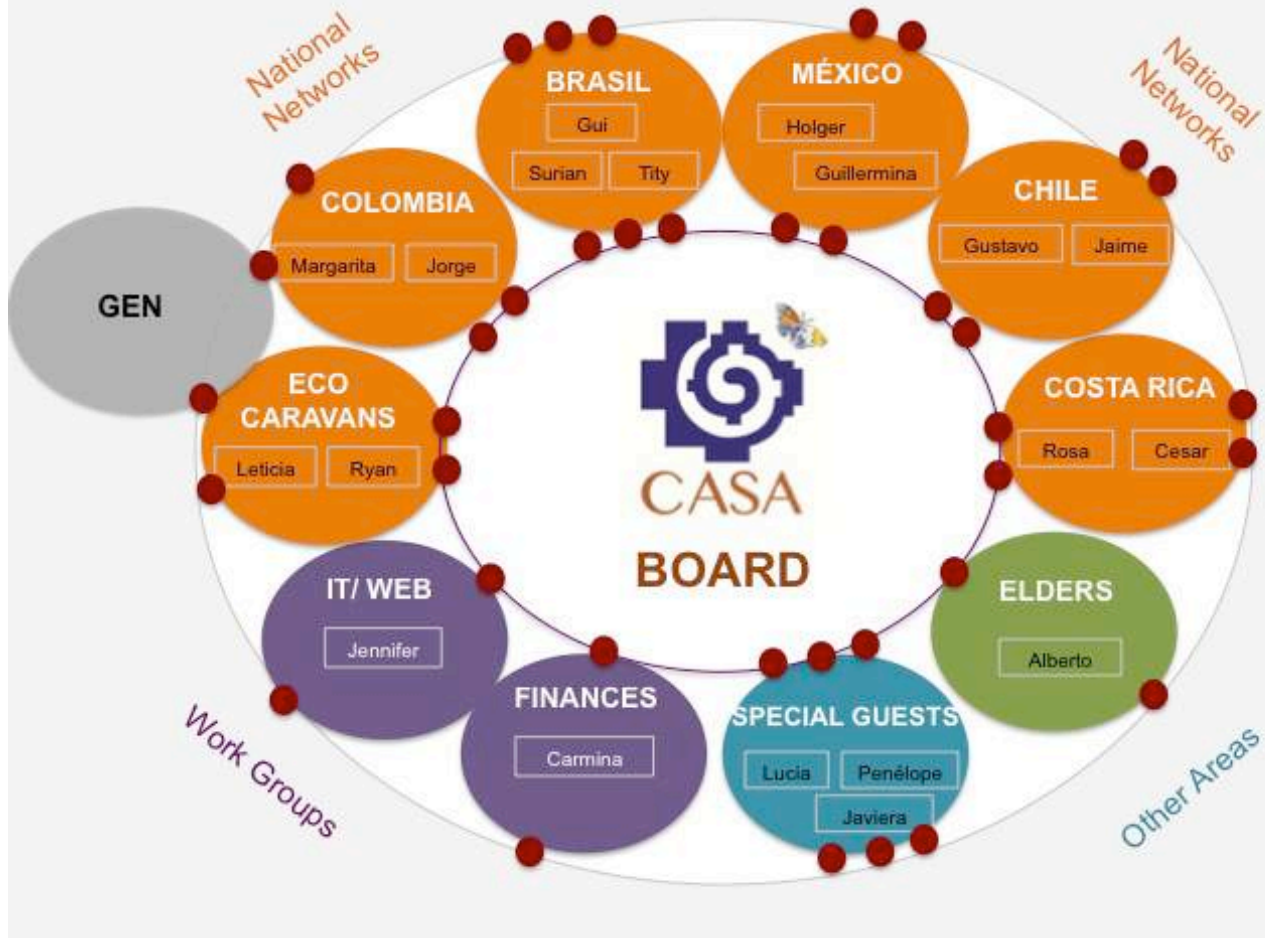 National
Networks
National
Networks
BRASIL
Gui
Surian
Tity
MÉXICO
Holger
Guillermina
COLOMBIA
Margarita
Jorge
CHILE
Gustavo
Jaime
GEN
ECO
CARAVANS
Leticia
Ryan
COSTA RICA
Rosa
Cesar
CASA
BOARD
IT/ WEB
Jennifer
ELDERS
Alberto
FINANCES
Carmina
SPECIAL GUESTS
Lucia
Penélope
Javiera
Work Groups
Other Areas